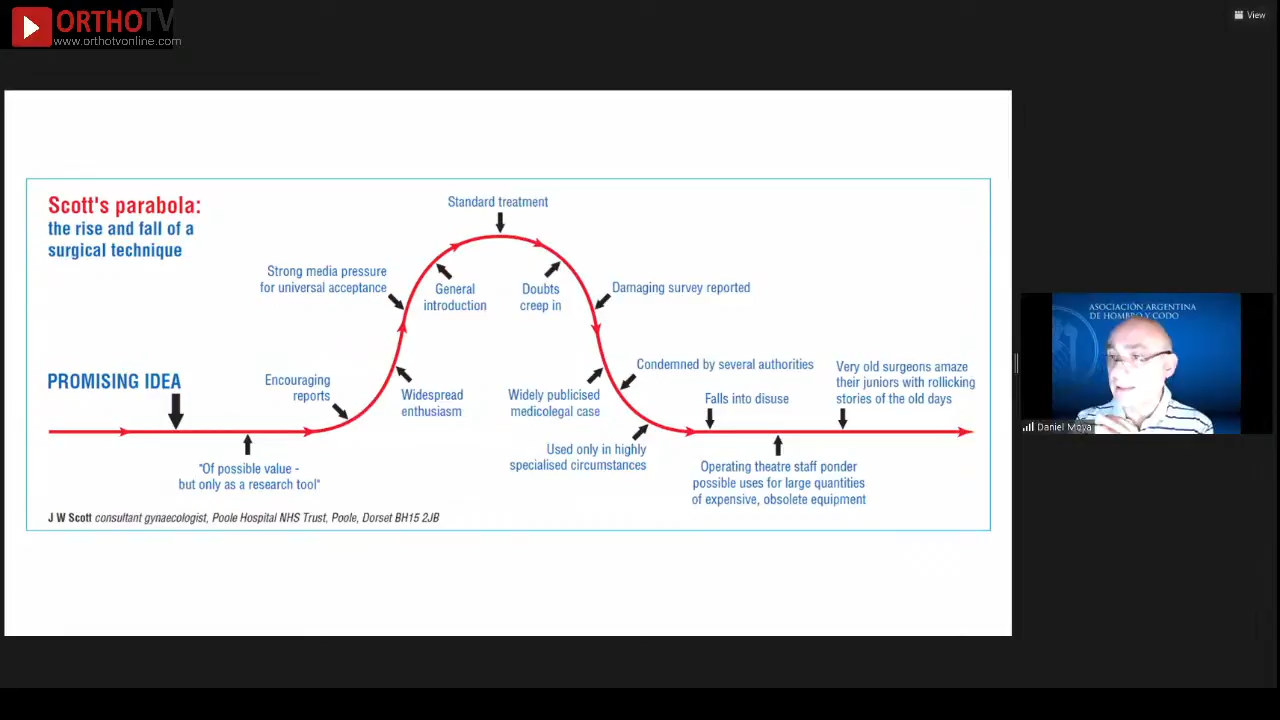 ORTHOTV
www.orthotvonline.com
View
Scott's parabola:
the rise and fall of a
surgical technique
Standard treatment
Strong media pressure
for universal acceptance
General
introduction
Doubts
creep in
Damaging survey reported
PROMISING IDEA
Encouraging
reports
Widespread
enthusiasm
Widely publicised
medicolegal case
Condemned by several authorities
Falls into disuse
Very old surgeons amaze
their juniors with rollicking
stories of the old days
"Of possible value -
but only as a research tool"
Used only in highly
specialised circumstances
Operating theatre staff ponder
possible uses for large quantities
of expensive, obsolete equipment
J W Scott consultant gynaecologist, Poole Hospital NHS Trust, Poole, Dorset BH15 2JB
ASOCIACIÓN ARGENTINA
DE HOMBRO Y CODO
Daniel Moya